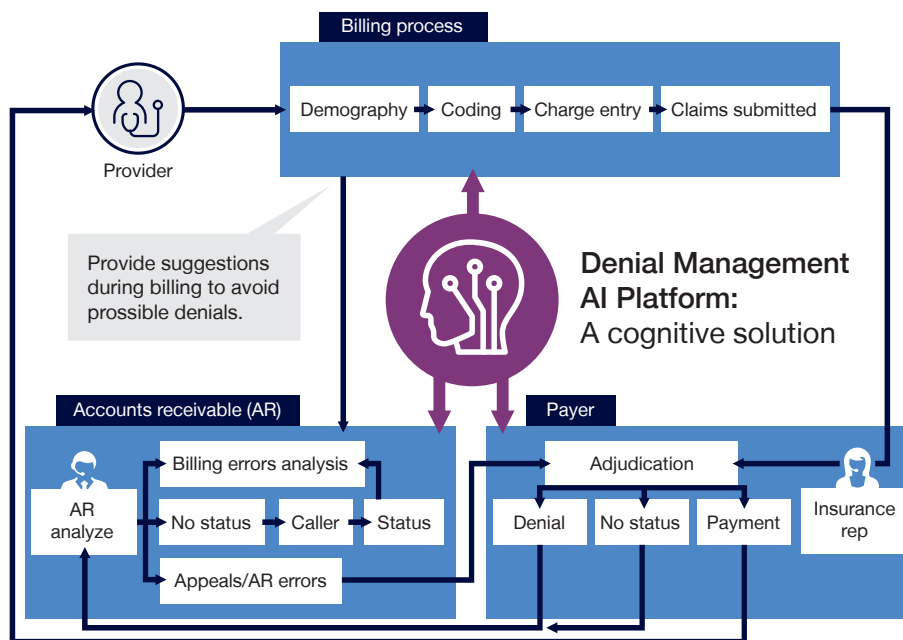 Billing process
Demography
Coding
Charge entry
Claims submitted
Provider
Provide suggestions
during billing to avoid
prossible denials.
Denial Management
AI Platform:
A cognitive solution
Accounts receivable (AR)
Billing errors analysis
AR
analyze
No status
Caller
Status
Appeals/AR errors
Payer
Adjudication
Denial
No status
Payment
Insurance
rep